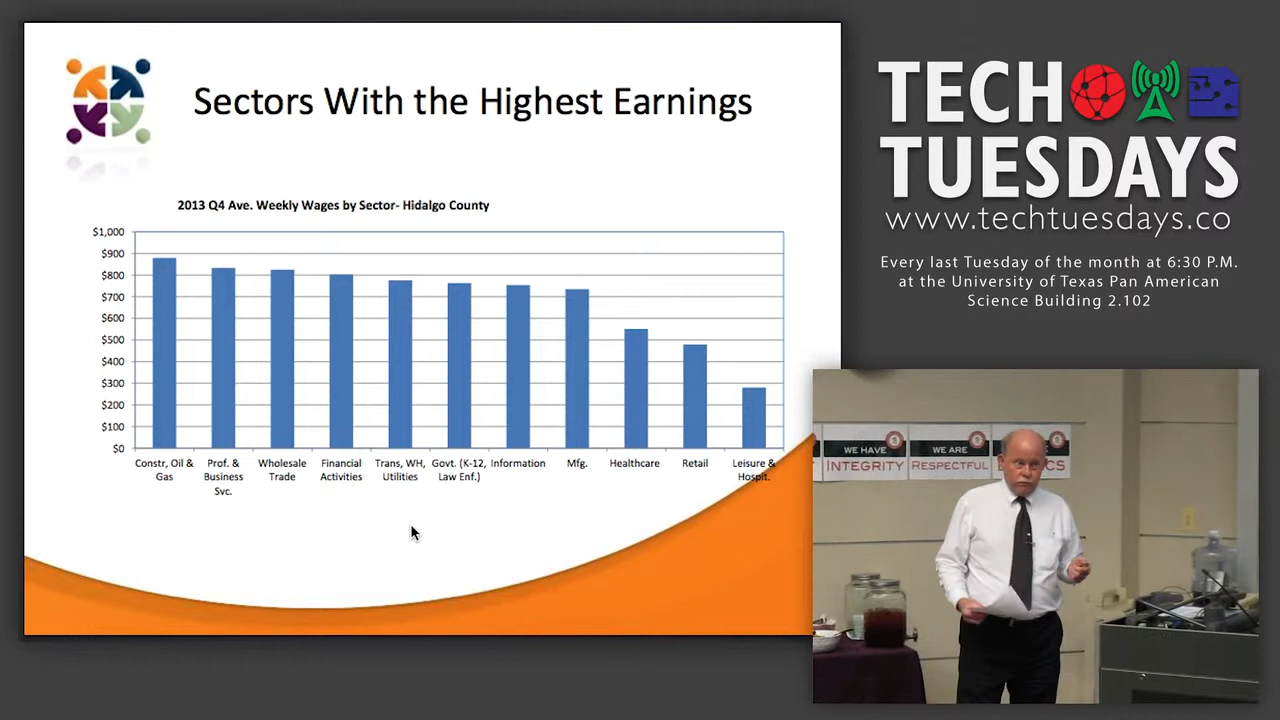 Sectors With the Highest Earnings
2013 Q4 Ave. Weekly Wages by Sector- Hidalgo County
$1,000
$900
$800
$700
$600
$500
$400
$300
$200
$100
$0
Constr, Oil & Gas
Prof. & Business Svc.
Wholesale Trade
Financial Activities
Trans, WH, Utilities
Govt. (K-12, Law Enf.)
Information
Mfg.
Healthcare
Retail
Leisure & Hospit.
TECH
TUESDAYS
www.techtuesdays.co
Every last Tuesday of the month at 6:30 P.M.
at the University of Texas Pan American
Science Building 2.102
WE HAVE
INTEGRITY
WE ARE
RESPECTFUL